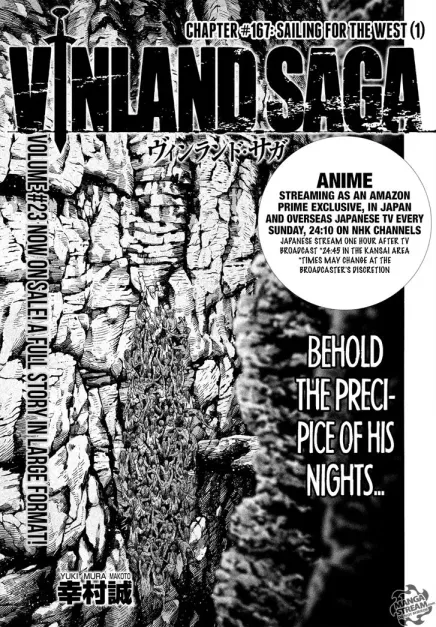 CHAPTER #167: SAILING FOR THE WEST (1)
VINLAND SAGA
ヴィンランド・サガ
VOLUME #23 NOW ON SALE! A FULL STORY IN LARGE FORMAT!
ANIME
STREAMING AS AN AMAZON
PRIME EXCLUSIVE, IN JAPAN
AND OVERSEAS JAPANESE TV EVERY
SUNDAY, 24:10 ON NHK CHANNELS
JAPANESE STREAM ONE HOUR AFTER TV
BROADCAST *24:45 IN THE KANSAI AREA
*TIMES MAY CHANGE AT THE
BROADCASTER'S DISCRETION
BEHOLD
THE PRECI-
PICE OF HIS
NIGHTS...
YUKI MURA MAKOTO
幸村誠
MANGA
STREAM